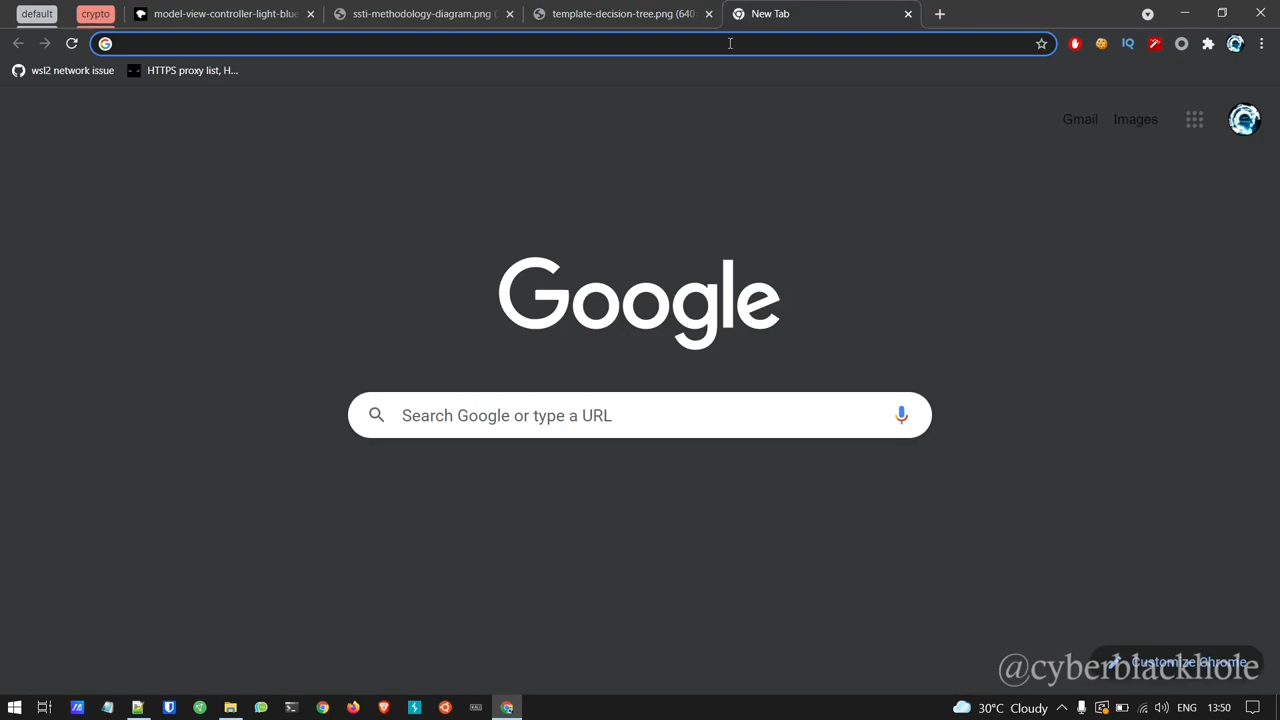 default
crypto
model-view-controller-light-blue
ssti-methodology-diagram.png (
template-decision-tree.png (640
New Tab
wsl2 network issue
HTTPS proxy list, H...
Gmail
Images
Google
Search Google or type a URL
Customize Chrome
@cyberblackhole
30°C Cloudy
ENG
13:50